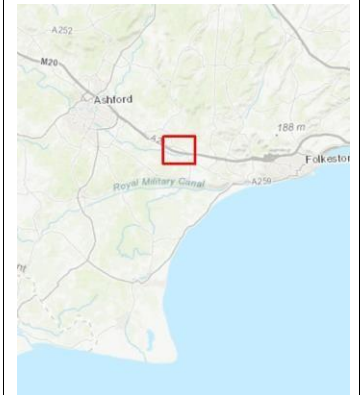 A252
M20
Ashford
188 m
Folkeston
Royal Military Canal
A259